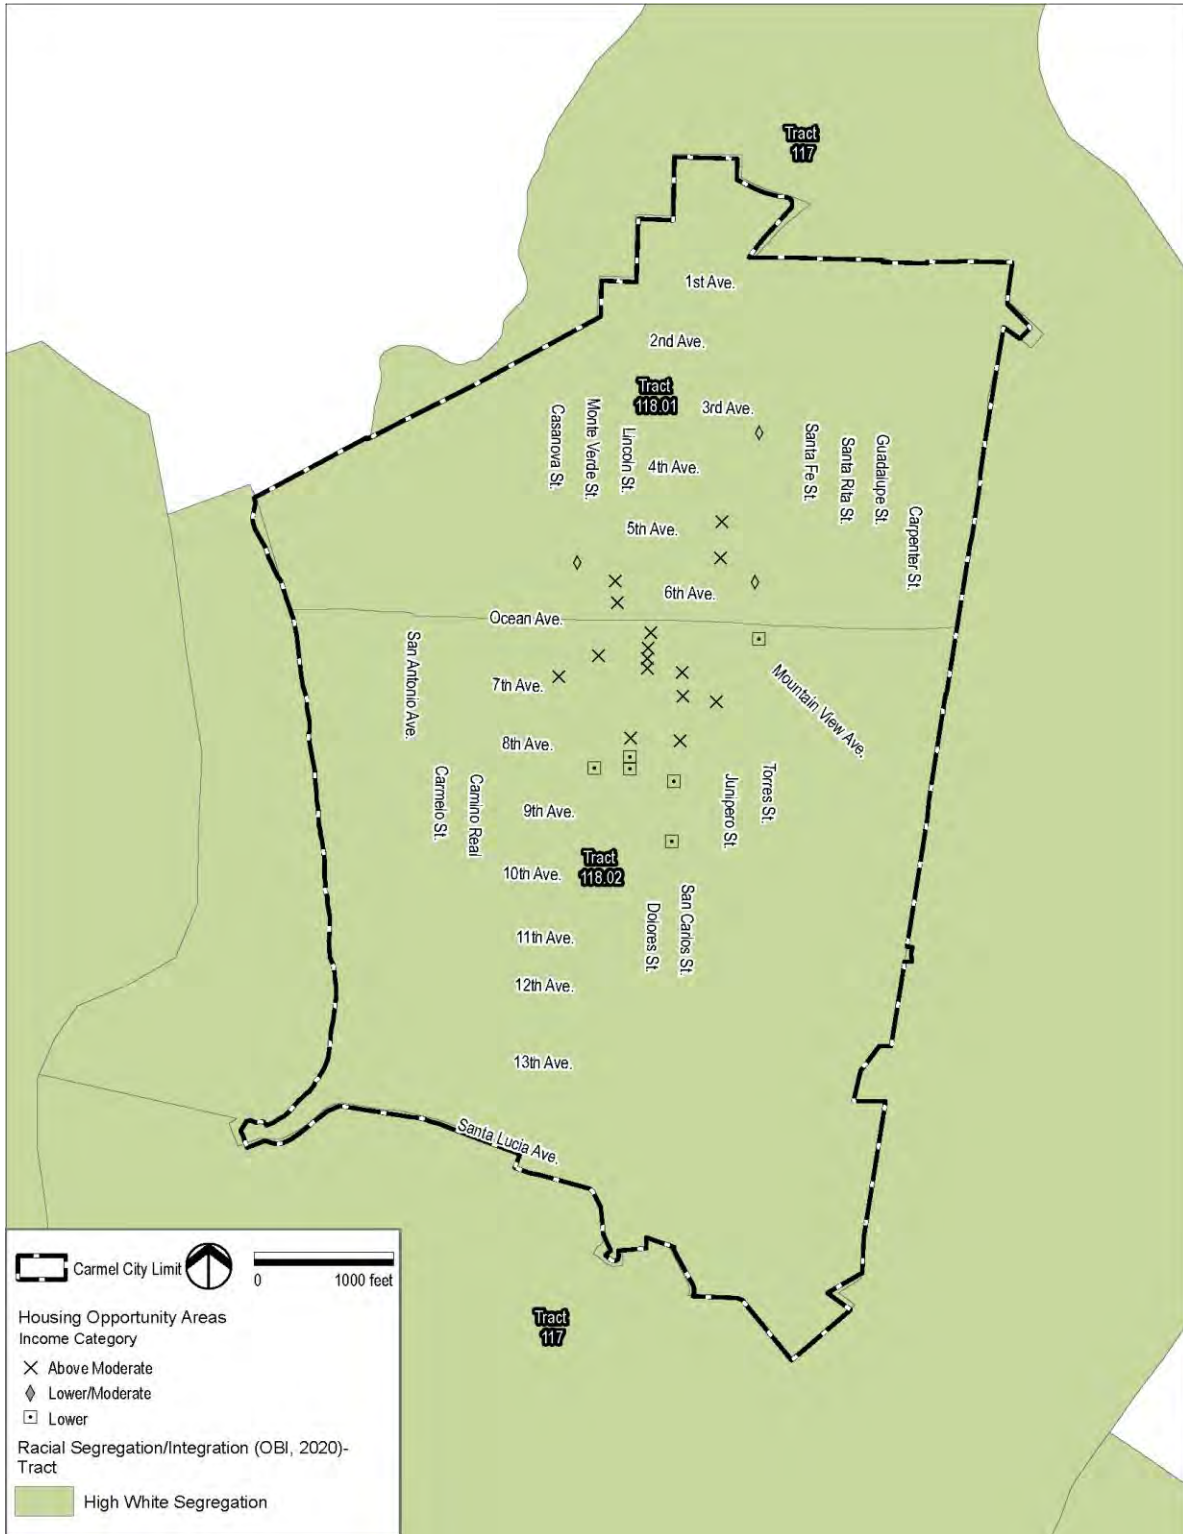 Tract
117
1st Ave.
2nd Ave.
Tract
118.01
3rd Ave.
Casanova St.
Monte Verde St.
Lincoln St.
4th Ave.
Santa Fe St.
Santa Rita St.
Guadalupe St.
Carpenter St.
5th Ave.
6th Ave.
Ocean Ave.
San Antonio Ave.
7th Ave.
Mountain View Ave.
8th Ave.
Carmelo St.
Camino Real
Junipero St.
Torres St.
9th Ave.
Tract
118.02
10th Ave.
Dolores St.
San Carlos St.
11th Ave.
12th Ave.
13th Ave.
Santa Lucia Ave.
Carmel City Limit
0 1000 feet
Housing Opportunity Areas
Income Category
Above Moderate
Lower/Moderate
Lower
Racial Segregation/Integration (OBI, 2020)-
Tract
High White Segregation
Tract
117